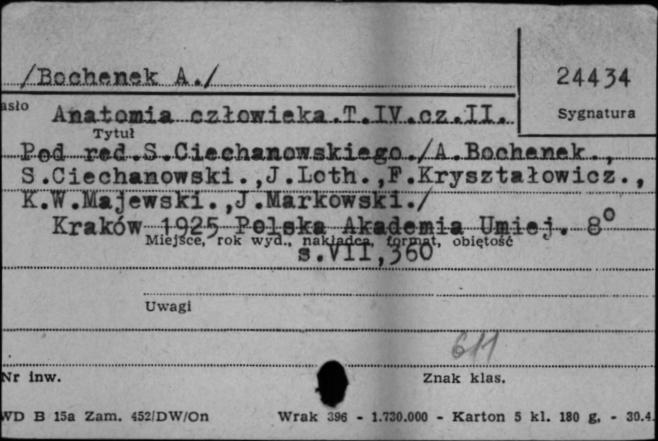 /Bochenek A./
24434
asło
Anatomia człowieka.T.IV.cz.II.
Sygnatura
Tytuł
Pod red.S.Ciechanowskiego./A.Bochenek.,
S.Ciechanowski.,J.Loth.,F.Kryształowicz.,
K.W.Majewski.,J.Markowski./
Kraków 1925 Polska Akademia Umiej. 8°
Miejsce, rok wyd., nakładca, format, objętość
s.VII,360
Uwagi
611
Nr inw.
Znak klas.
WD B 15a Zam. 452/DW/On Wrak 396 - 1.730.000 - Karton 5 kl. 180 g. - 30.4.